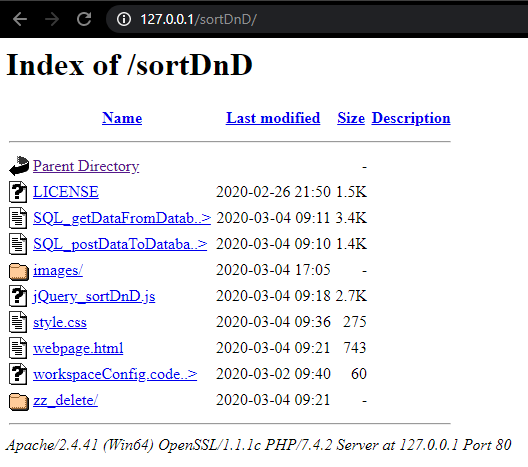 127.0.0.1/sortDnD/
Index of /sortDnD
Name Last modified Size Description
Parent Directory -
LICENSE 2020-02-26 21:50 1.5K
SQL_getDataFromDatab..> 2020-03-04 09:11 3.4K
SQL_postDataToDataba..> 2020-03-04 09:10 1.4K
images/ 2020-03-04 17:05 -
jQuery_sortDnD.js 2020-03-04 09:18 2.7K
style.css 2020-03-04 09:36 275
webpage.html 2020-03-04 09:21 743
workspaceConfig.code..> 2020-03-02 09:40 60
zz_delete/ 2020-03-04 09:21 -
Apache/2.4.41 (Win64) OpenSSL/1.1.1c PHP/7.4.2 Server at 127.0.0.1 Port 80